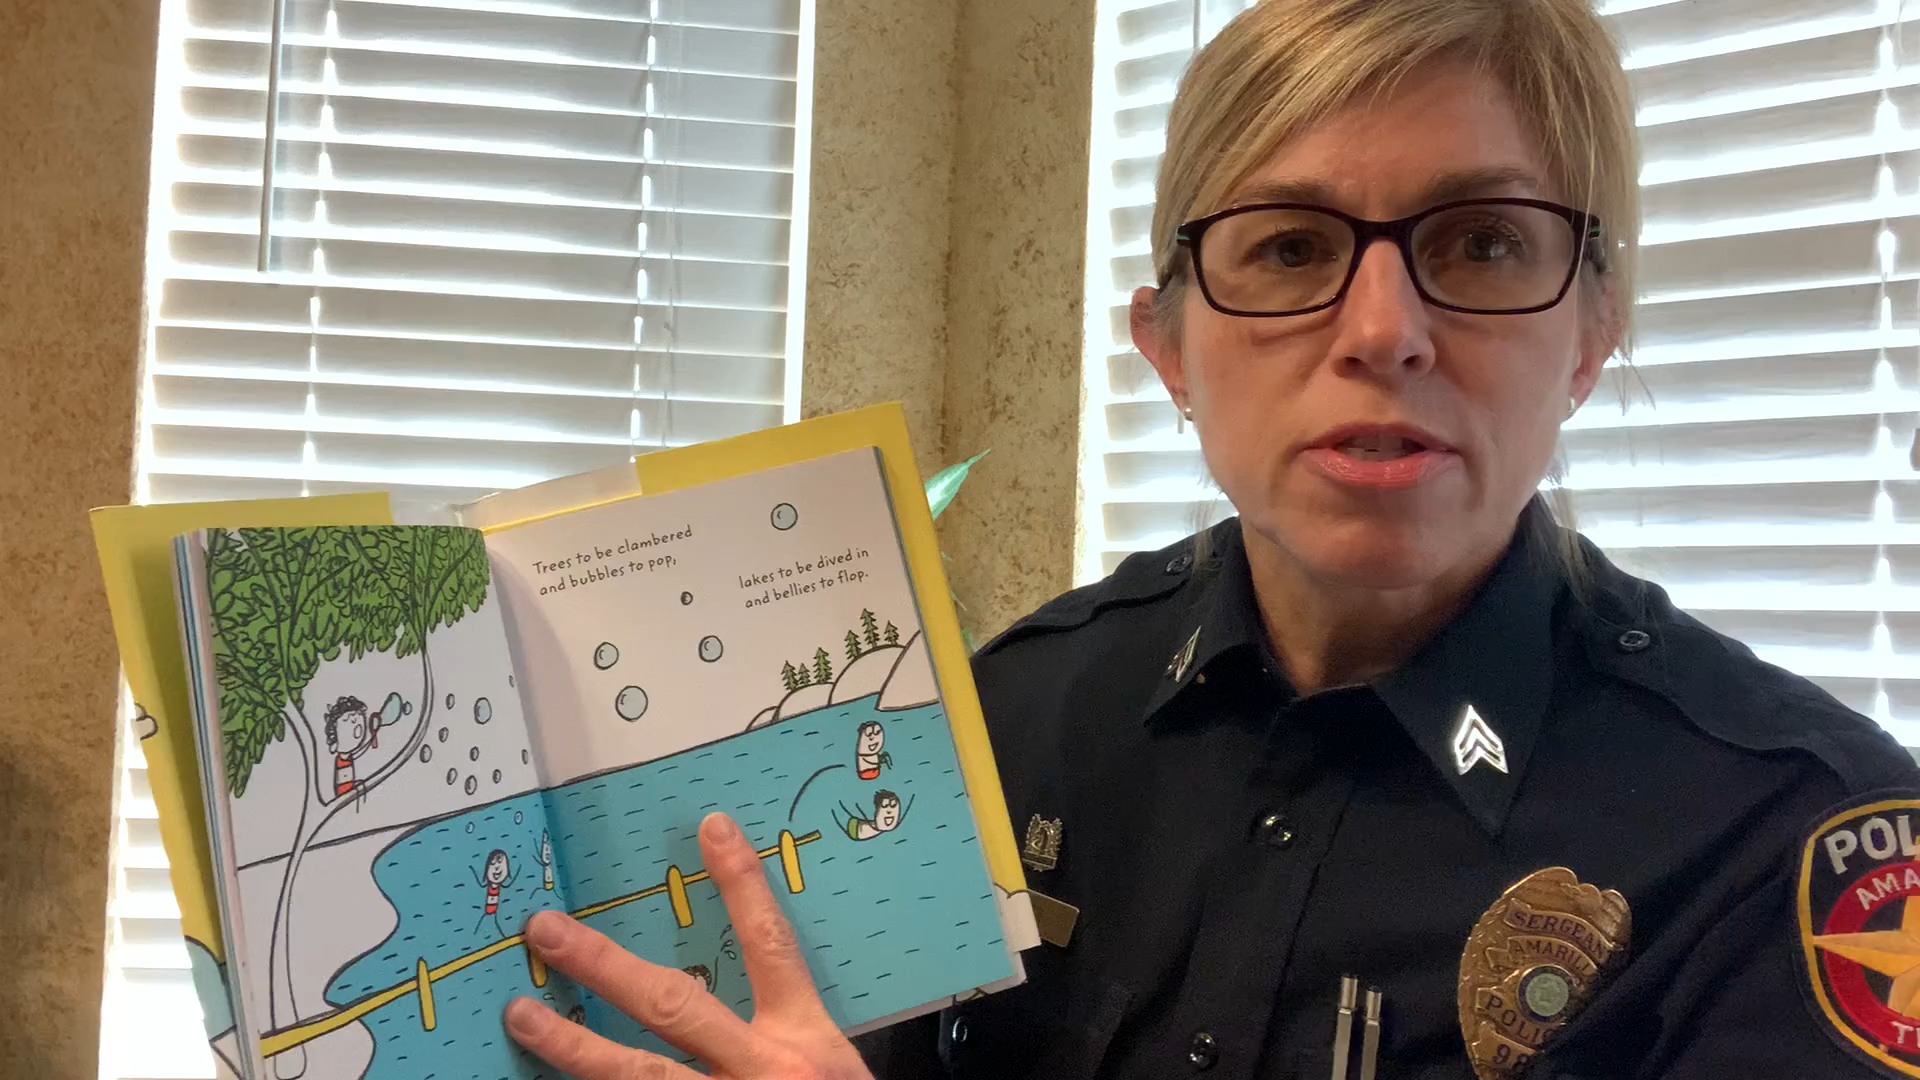 Trees to be clambered
and bubbles to pop,
lakes to be dived in
and bellies to flop.
SERGEANT
AMARILLO
POLICE
98
POL
AMA